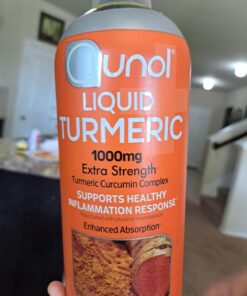 Qunol
LIQUID
TURMERIC
1000mg
Extra Strength
Turmeric Curcumin Complex
SUPPORTS HEALTHY
INFLAMMATION RESPONSE*
Enhanced Absorption*